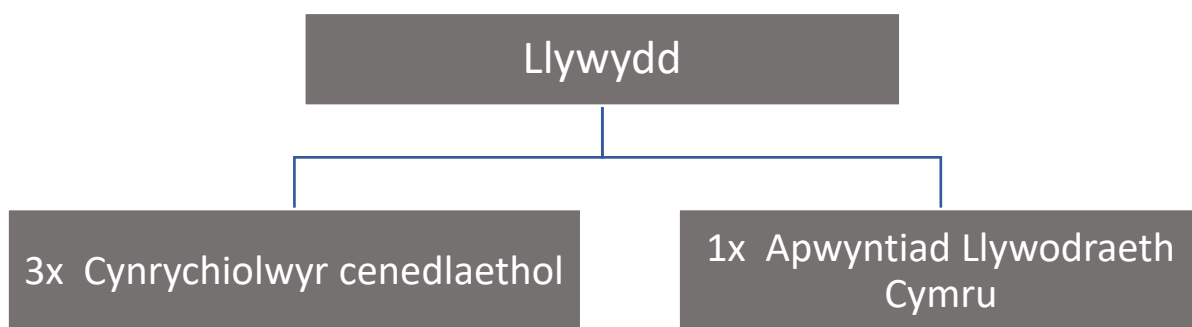 Llywydd
3x  Cynrychiolwyr cenedlaethol
1x  Apwyntiad Llywodraeth
Cymru